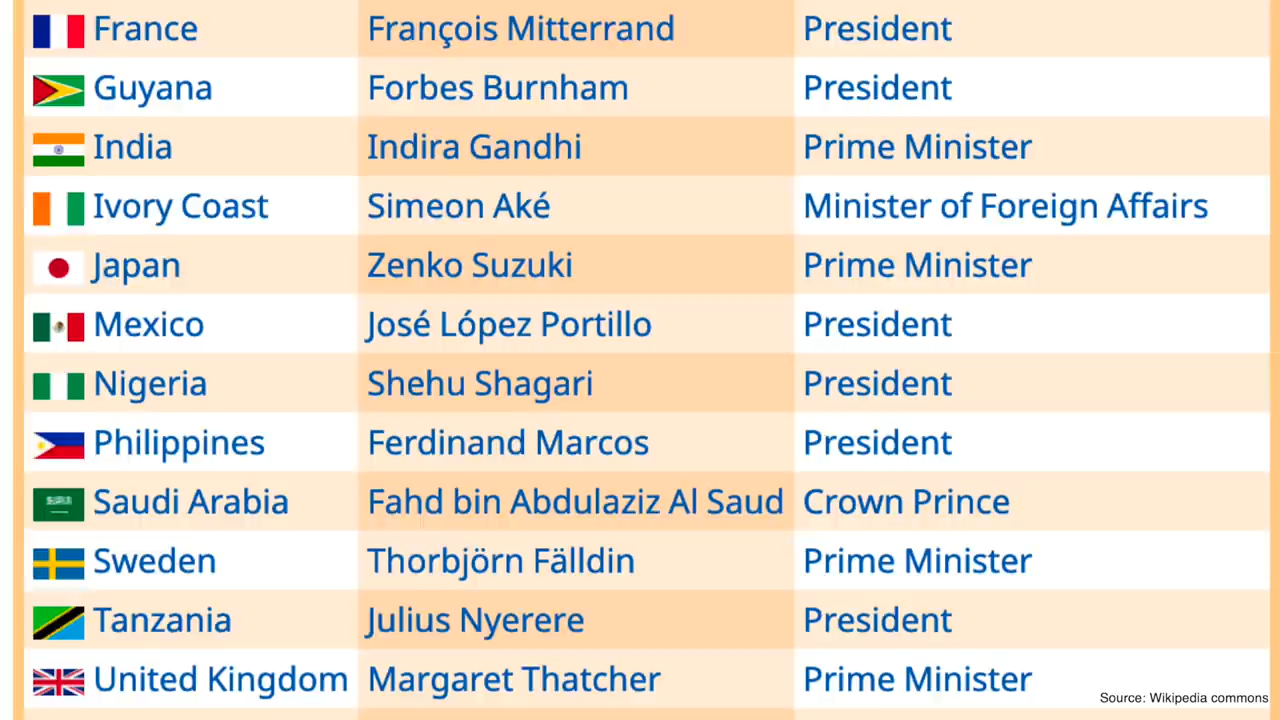 France François Mitterrand President
Guyana Forbes Burnham President
India Indira Gandhi Prime Minister
Ivory Coast Simeon Aké Minister of Foreign Affairs
Japan Zenko Suzuki Prime Minister
Mexico José López Portillo President
Nigeria Shehu Shagari President
Philippines Ferdinand Marcos President
Saudi Arabia Fahd bin Abdulaziz Al Saud Crown Prince
Sweden Thorbjörn Fälldin Prime Minister
Tanzania Julius Nyerere President
United Kingdom Margaret Thatcher Prime Minister
Source: Wikipedia commons